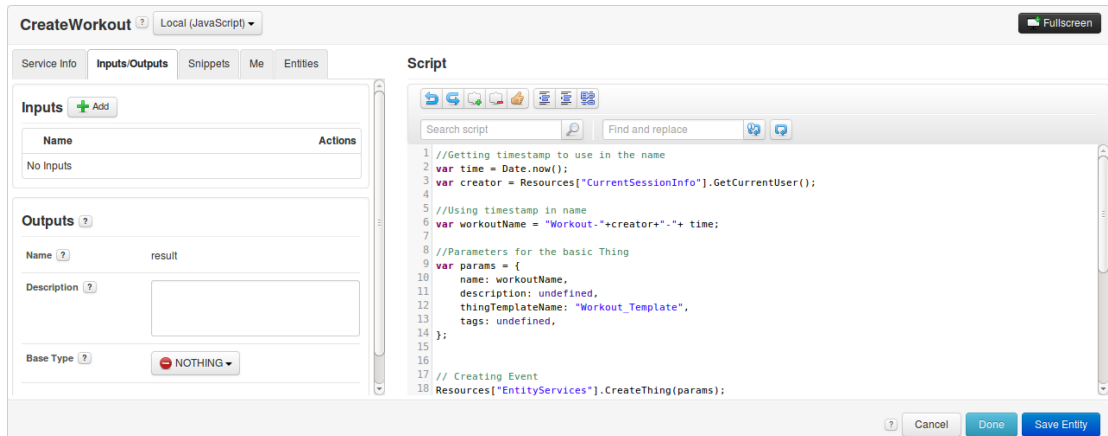 CreateWorkout ? Local (JavaScript)
Fullscreen
Service Info Inputs/Outputs Snippets Me Entities
Inputs Add
Name Actions
No Inputs
Outputs ?
Name ? result
Description ?
Base Type ? NOTHING
Script
Search script Find and replace
1 //Getting timestamp to use in the name
2 var time = Date.now();
3 var creator = Resources["CurrentSessionInfo"].GetCurrentUser();
4
5 //Using timestamp in name
6 var workoutName = "Workout-"+creator+"-"+ time;
7
8 //Parameters for the basic Thing
9 var params = {
10 name: workoutName,
11 description: undefined,
12 thingTemplateName: "Workout_Template",
13 tags: undefined,
14 };
15
16
17 // Creating Event
18 Resources["EntityServices"].CreateThing(params);
? Cancel Done Save Entity